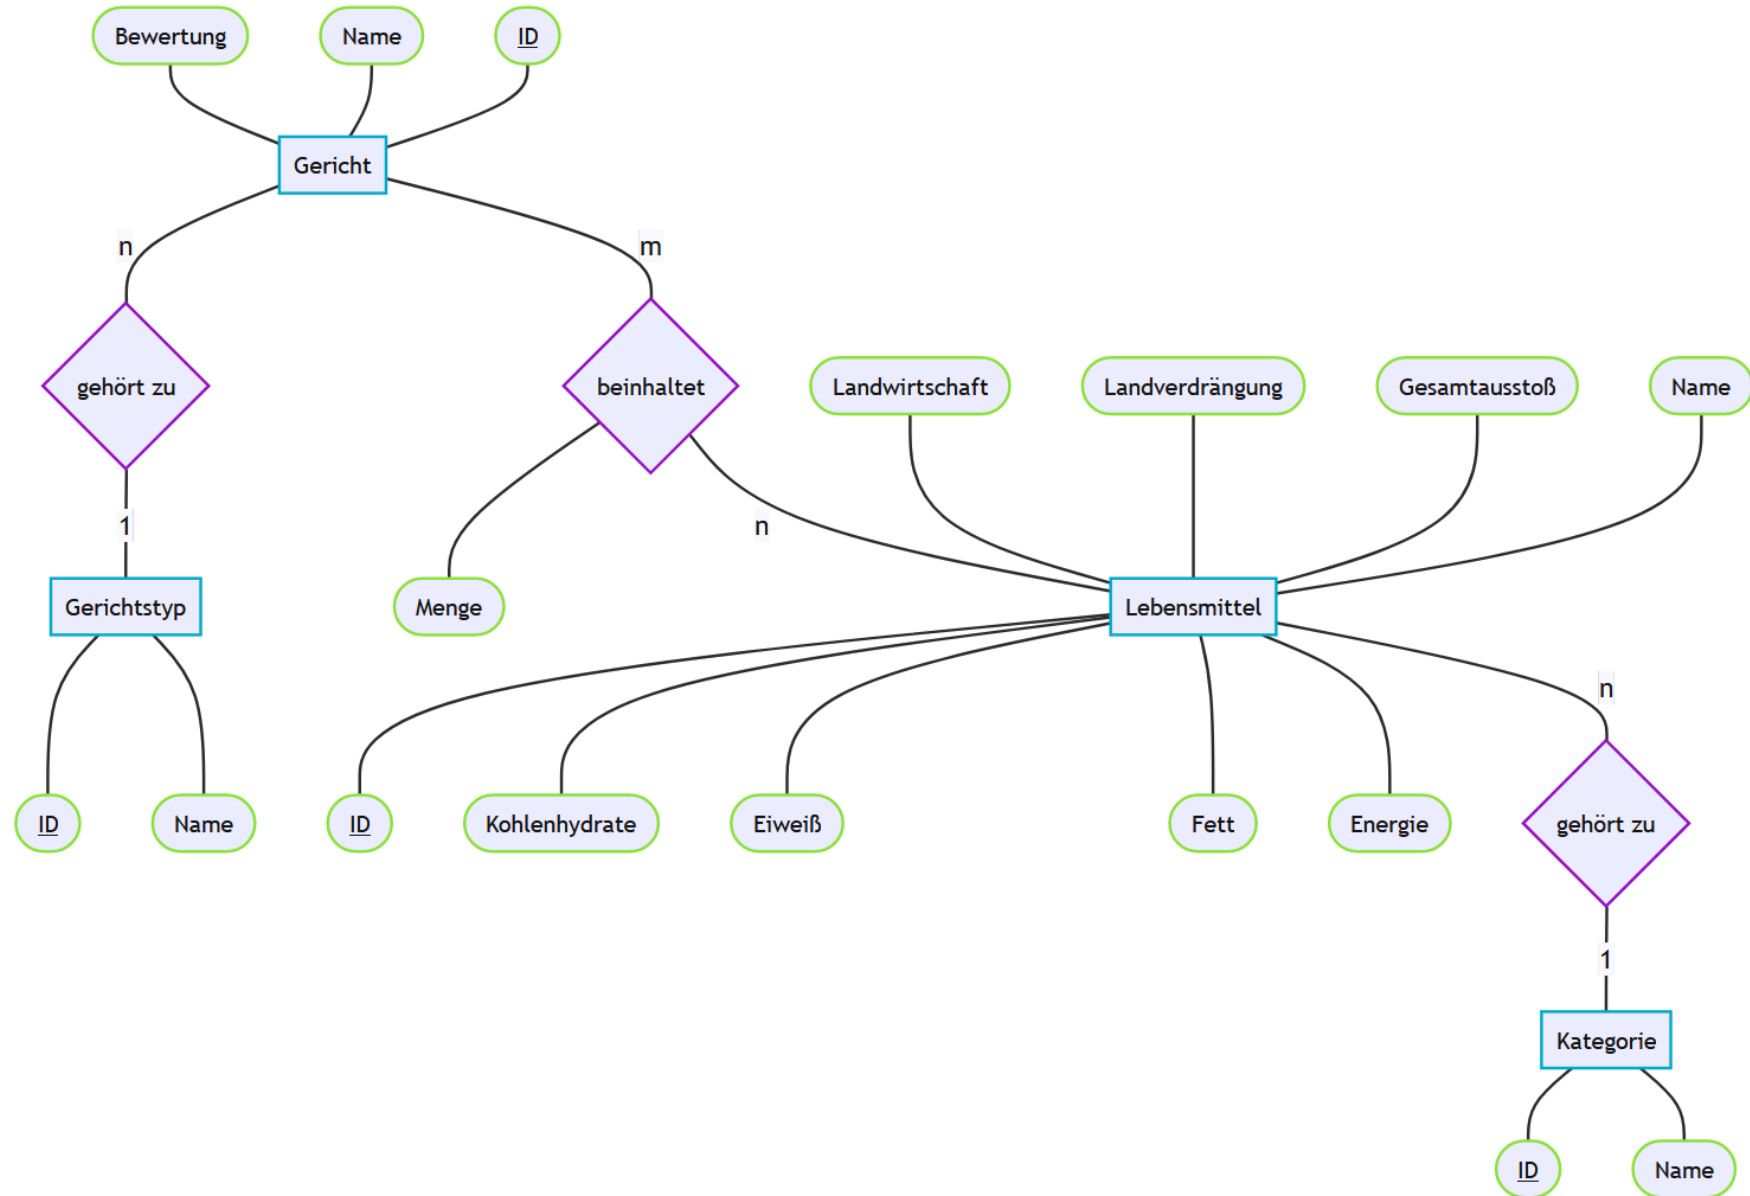 Bewertung Name ID
Gericht
n m
gehört zu beinhaltet Landwirtschaft Landverdrängung Gesamtausstoß Name
1 n
Gerichtstyp Menge Lebensmittel
n
ID Name ID Kohlenhydrate Eiweiß Fett Energie gehört zu
1
Kategorie
ID Name